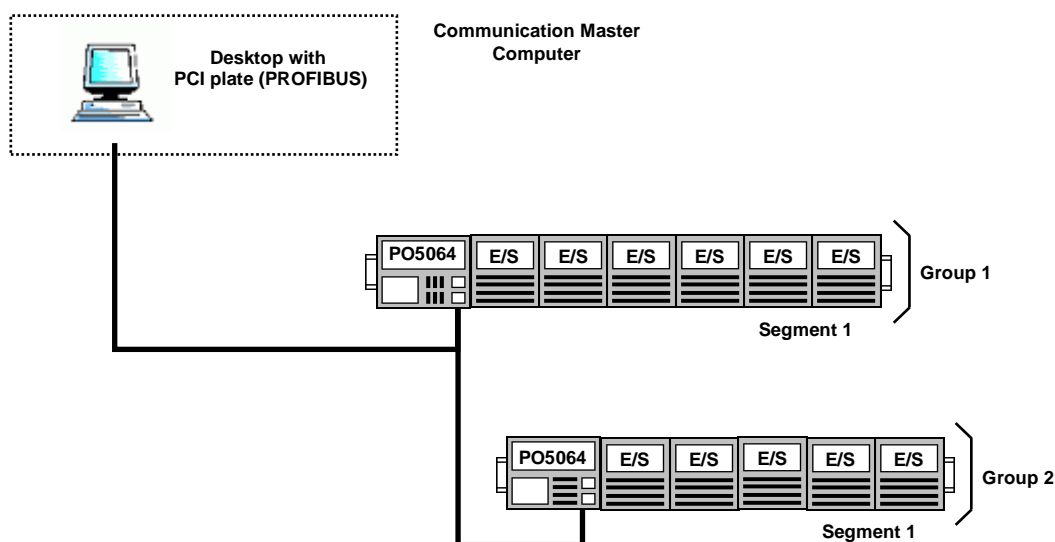 Communication Master
Computer
Desktop with
PCI plate (PROFIBUS)
PO5064 E/S E/S E/S E/S E/S E/S
Group 1
Segment 1
PO5064 E/S E/S E/S E/S E/S
Group 2
Segment 1